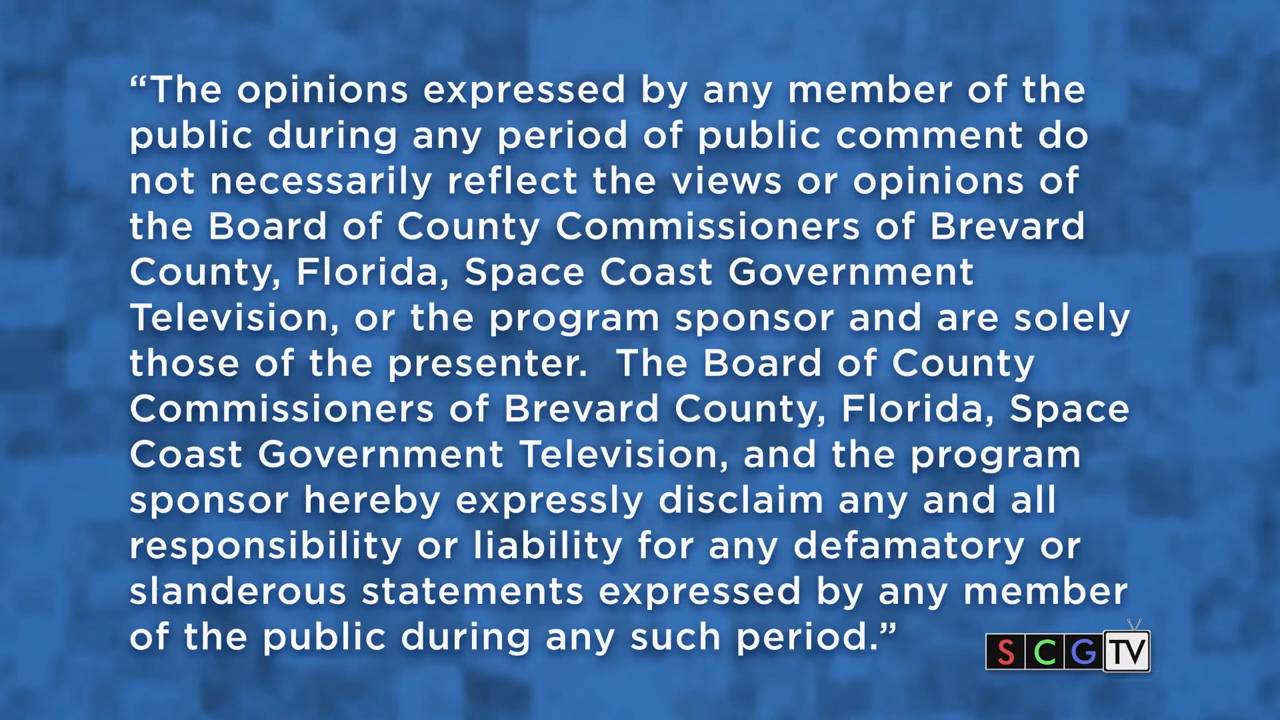 “The opinions expressed by any member of the
public during any period of public comment do
not necessarily reflect the views or opinions of
the Board of County Commissioners of Brevard
County, Florida, Space Coast Government
Television, or the program sponsor and are solely
those of the presenter.  The Board of County
Commissioners of Brevard County, Florida, Space
Coast Government Television, and the program
sponsor hereby expressly disclaim any and all
responsibility or liability for any defamatory or
slanderous statements expressed by any member
of the public during any such period.”
SCGTV